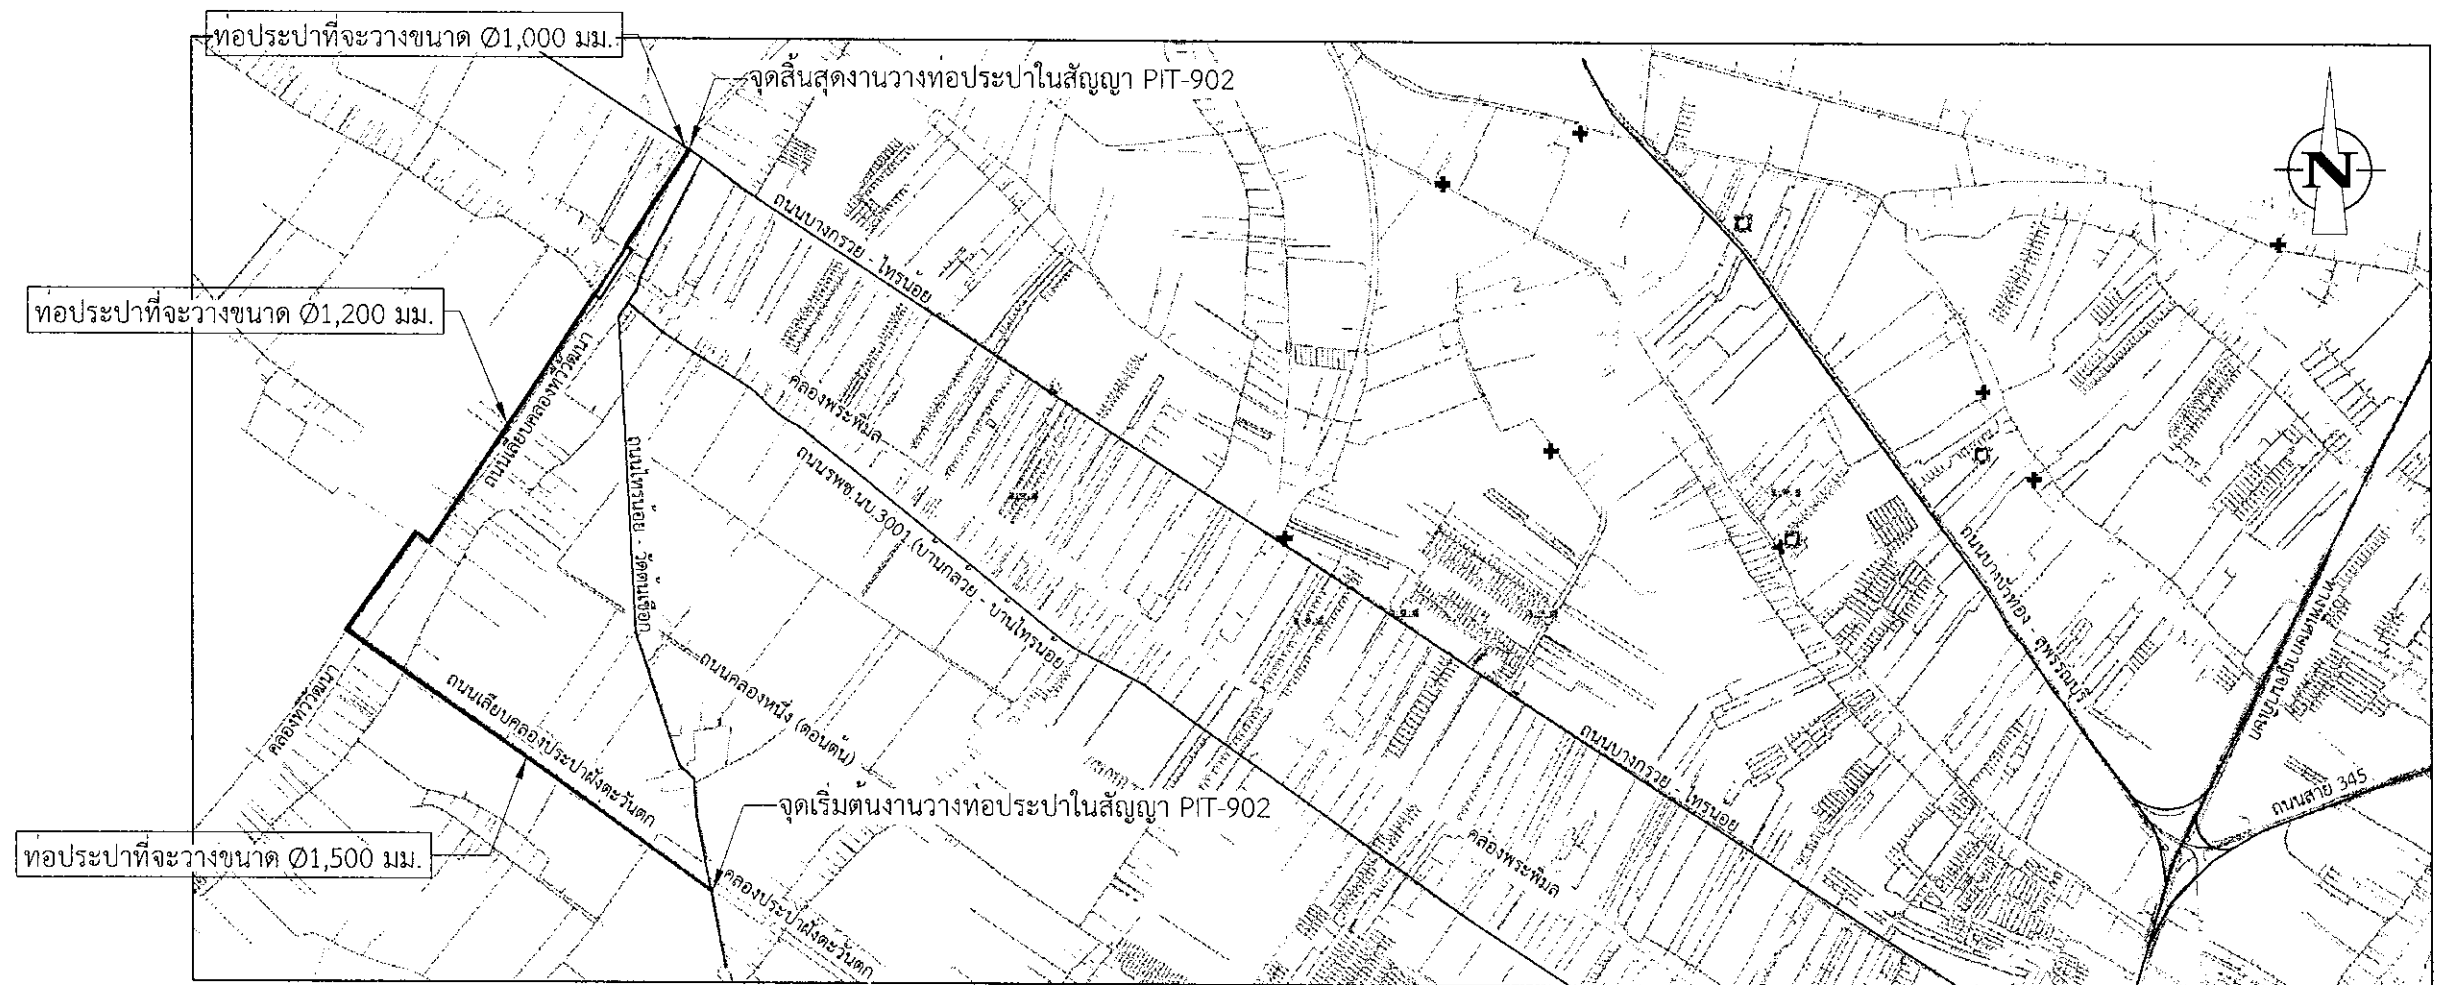 ท่อประปาที่จะวางขนาด Ø1,000 มม.
จุดสิ้นสุดงานวางท่อประปาในสัญญา PIT-902
N
ถนนบางกรวย - ไทรน้อย
ท่อประปาที่จะวางขนาด Ø1,200 มม.
ถนนเลียบคลองทวีวัฒนา
คลองพระพิมล
ถนนรพช.นบ.3001 (บ้านกล้วย - บ้านไทรน้อย)
ถนนไทรน้อย - วัดต้นเชือก
ถนนบางบัวทอง - สุพรรณบุรี
ถนนคลองหนึ่ง (ตอนต้น)
คลองทวีวัฒนา
ถนนเลียบคลองประปาฝั่งตะวันตก
ถนนบางกรวย - ไทรน้อย
ถนนสาย 345
จุดเริ่มต้นงานวางท่อประปาในสัญญา PIT-902
ท่อประปาที่จะวางขนาด Ø1,500 มม.
คลองพระพิมล
คลองประปาฝั่งตะวันตก